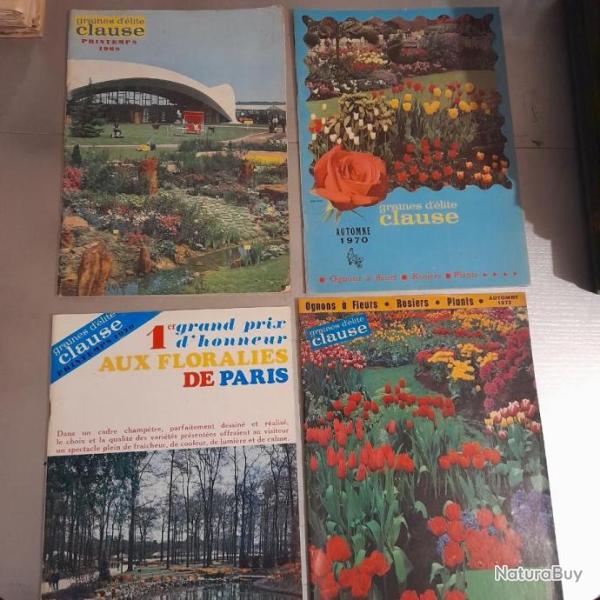 graines d'élite
clause
PRINTEMPS
graines d'élite
clause
AUTOMNE
1970
Ognons à fleurs • Rosiers • Plants
graines d'élite
clause
1er grand prix
d'honneur
AUX FLORALIES
DE PARIS
Dans un cadre champêtre, parfaitement dessiné et réalisé,
le choix et la qualité des variétés présentées offraient au visiteur
un spectacle plein de fraicheur, de couleur, de lumière et de calme.
Ognons à Fleurs • Rosiers • Plants • AUTOMNE
graines d'élite
clause
NaturaBuy